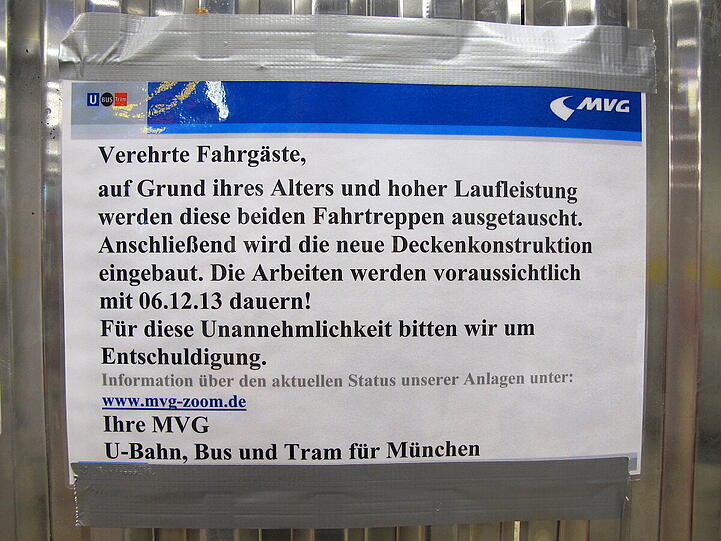 U BUS Tram MVG
Verehrte Fahrgäste,
auf Grund ihres Alters und hoher Laufleistung
werden diese beiden Fahrtreppen ausgetauscht.
Anschließend wird die neue Deckenkonstruktion
eingebaut. Die Arbeiten werden voraussichtlich
mit 06.12.13 dauern!
Für diese Unannehmlichkeit bitten wir um
Entschuldigung.
Information über den aktuellen Status unserer Anlagen unter:
www.mvg-zoom.de
Ihre MVG
U-Bahn, Bus und Tram für München